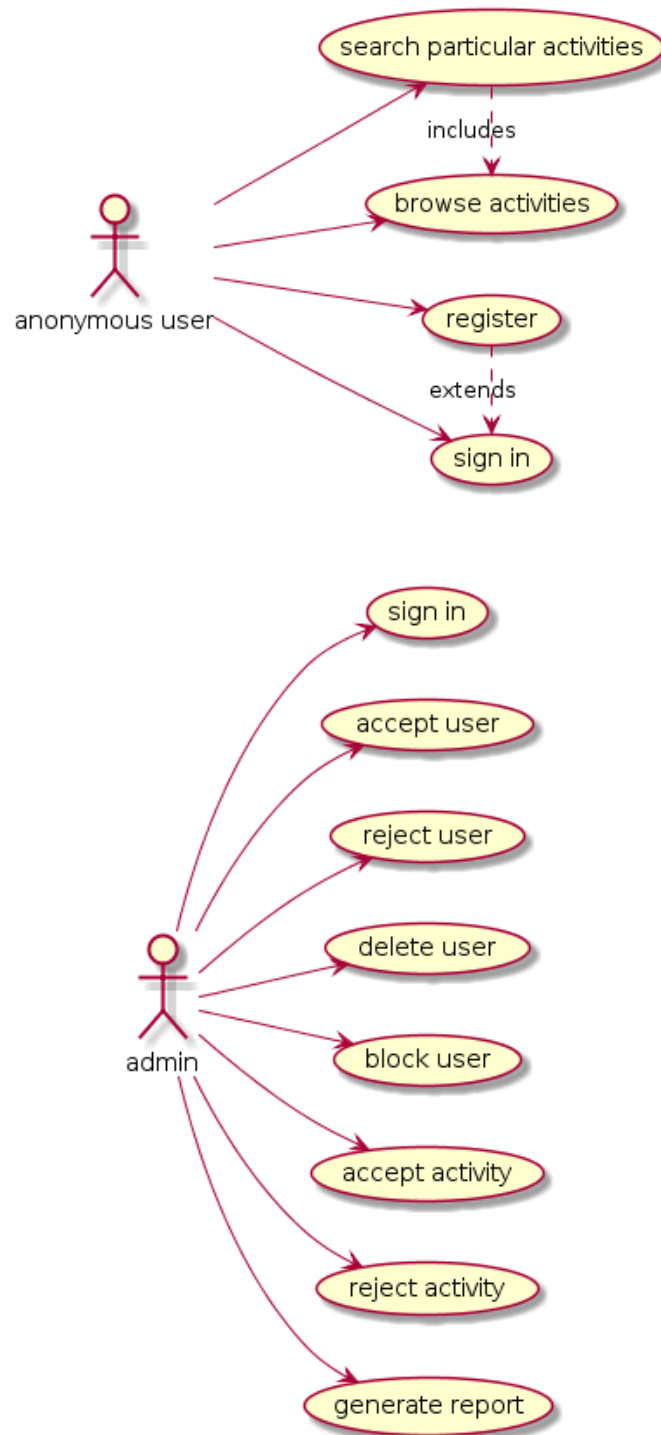 search particular activities
includes
browse activities
anonymous user
register
extends
sign in
sign in
accept user
reject user
delete user
block user
admin
accept activity
reject activity
generate report